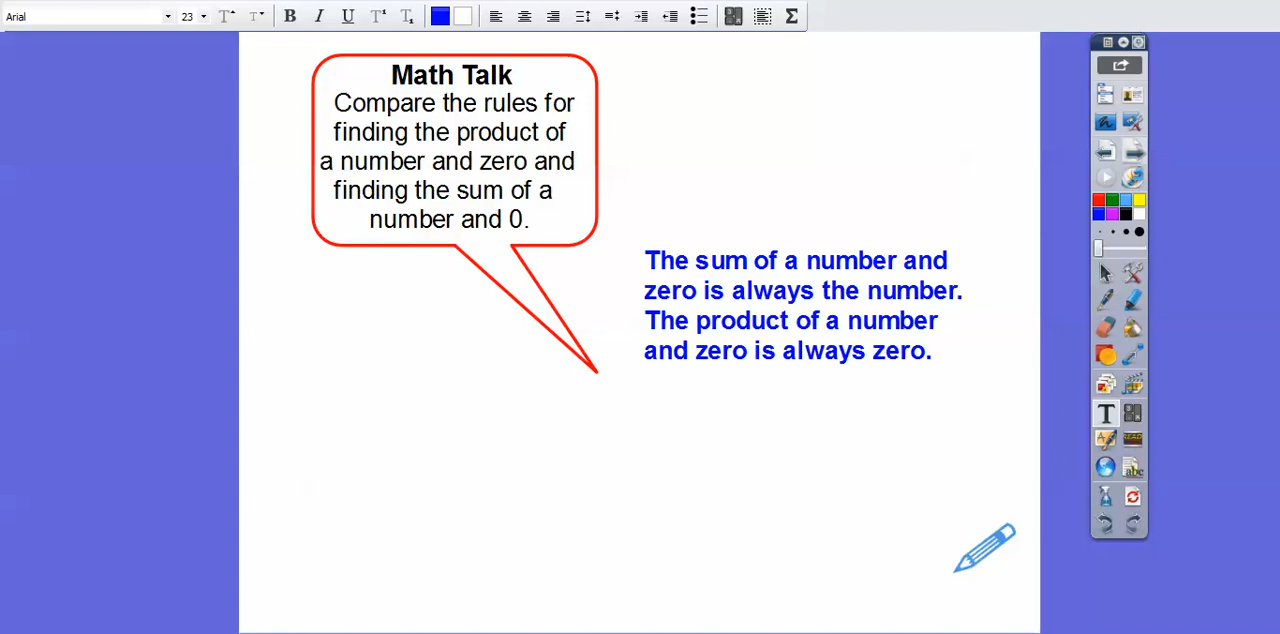 Arial
23
Math Talk
Compare the rules for
finding the product of
a number and zero and
finding the sum of a
number and 0.
The sum of a number and
zero is always the number.
The product of a number
and zero is always zero.